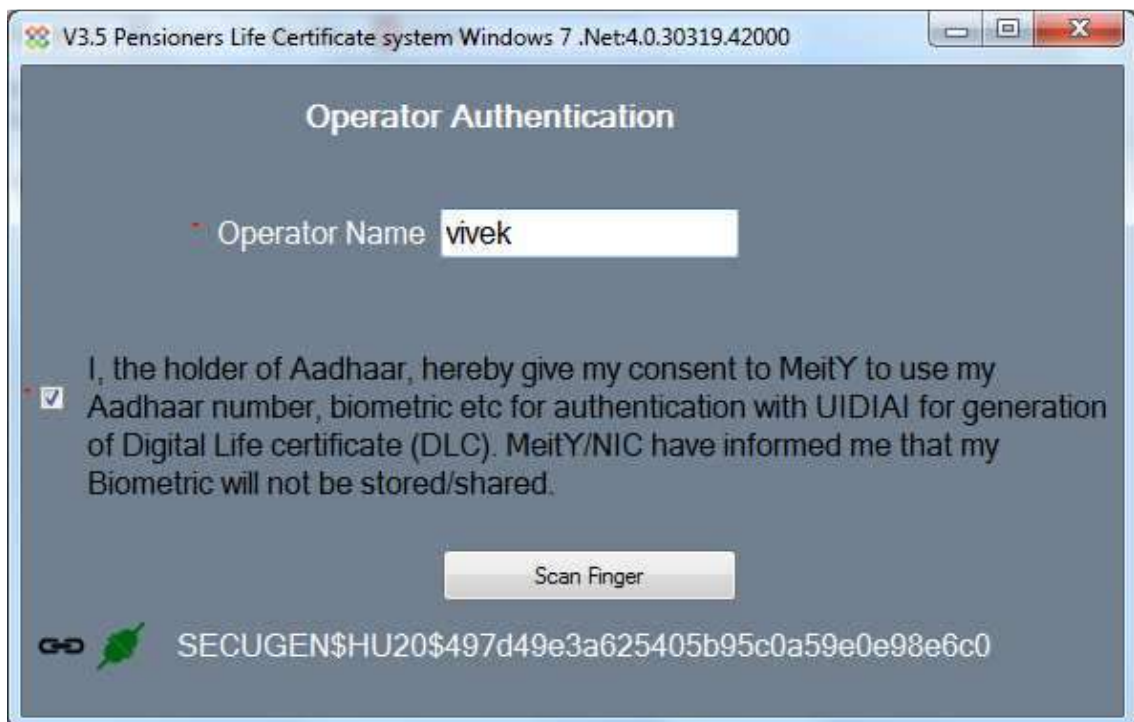 V3.5 Pensioners Life Certificate system Windows 7 .Net:4.0.30319.42000
Operator Authentication
* Operator Name vivek
* I, the holder of Aadhaar, hereby give my consent to MeitY to use my
Aadhaar number, biometric etc for authentication with UIDIAI for generation
of Digital Life certificate (DLC). MeitY/NIC have informed me that my
Biometric will not be stored/shared.
Scan Finger
SECUGEN$HU20$497d49e3a625405b95c0a59e0e98e6c0